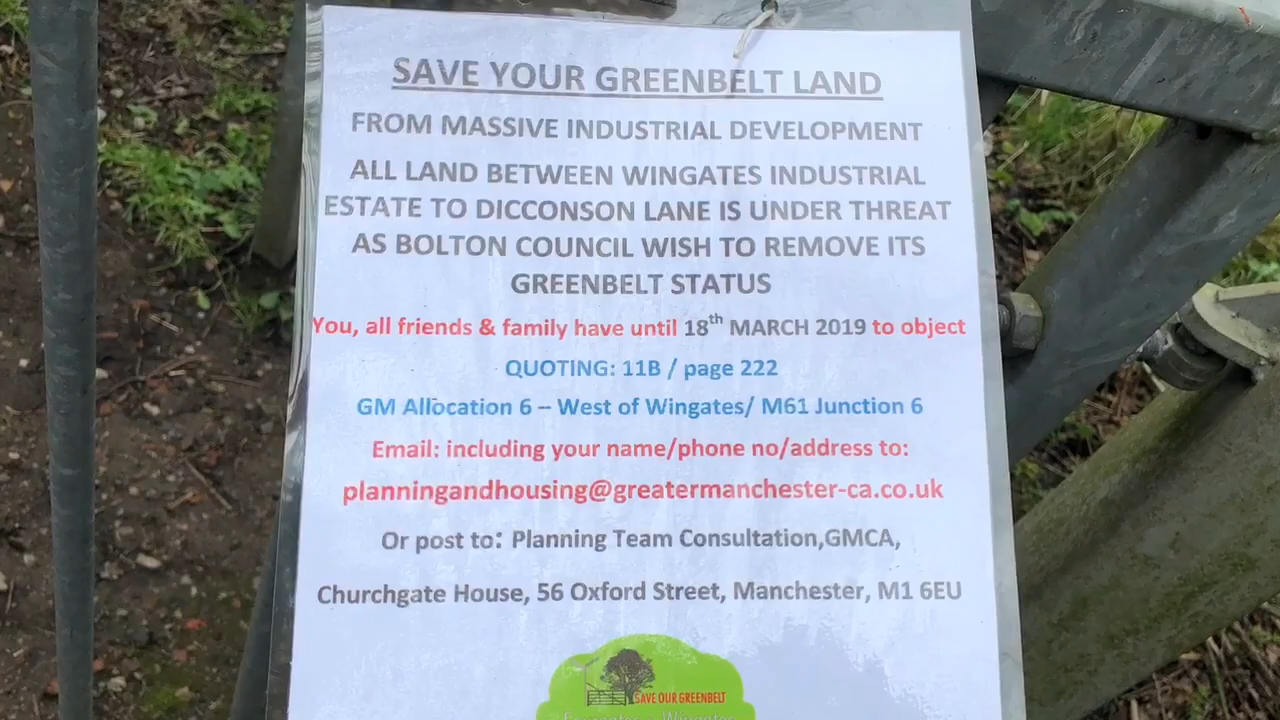 SAVE YOUR GREENBELT LAND
FROM MASSIVE INDUSTRIAL DEVELOPMENT
ALL LAND BETWEEN WINGATES INDUSTRIAL
ESTATE TO DICCONSON LANE IS UNDER THREAT
AS BOLTON COUNCIL WISH TO REMOVE ITS
GREENBELT STATUS
You, all friends & family have until 18th MARCH 2019 to object
QUOTING: 11B / page 222
GM Allocation 6 – West of Wingates/ M61 Junction 6
Email: including your name/phone no/address to:
planningandhousing@greatermanchester-ca.co.uk
Or post to: Planning Team Consultation,GMCA,
Churchgate House, 56 Oxford Street, Manchester, M1 6EU
SAVE OUR GREENBELT